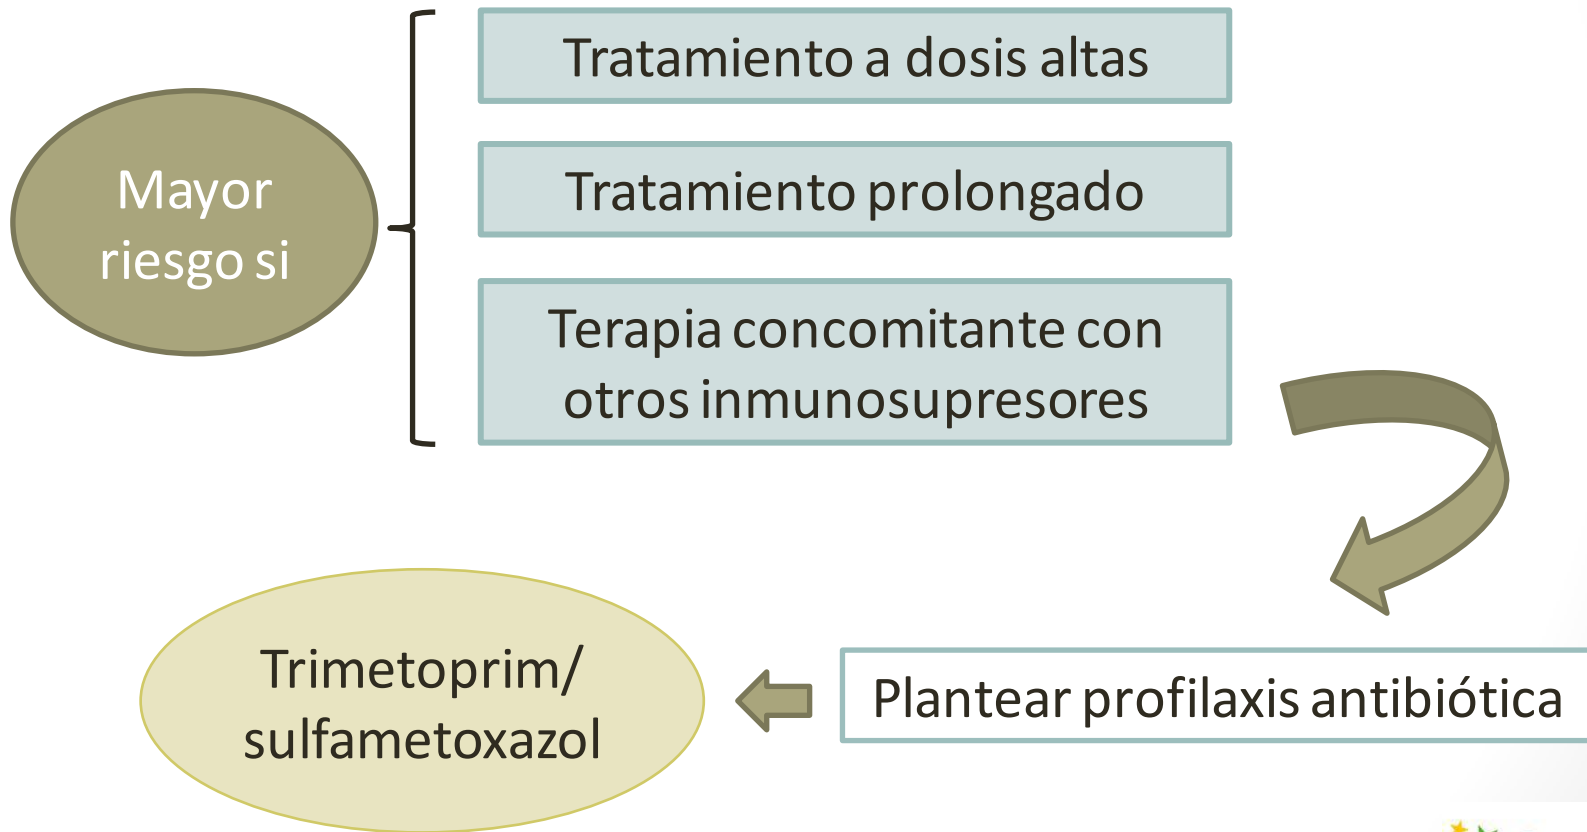 Tratamiento a dosis altas
Mayor
riesgo si
Tratamiento prolongado
Terapia concomitante con
otros inmunosupresores
Plantear profilaxis antibiótica
Trimetoprim/
sulfametoxazol